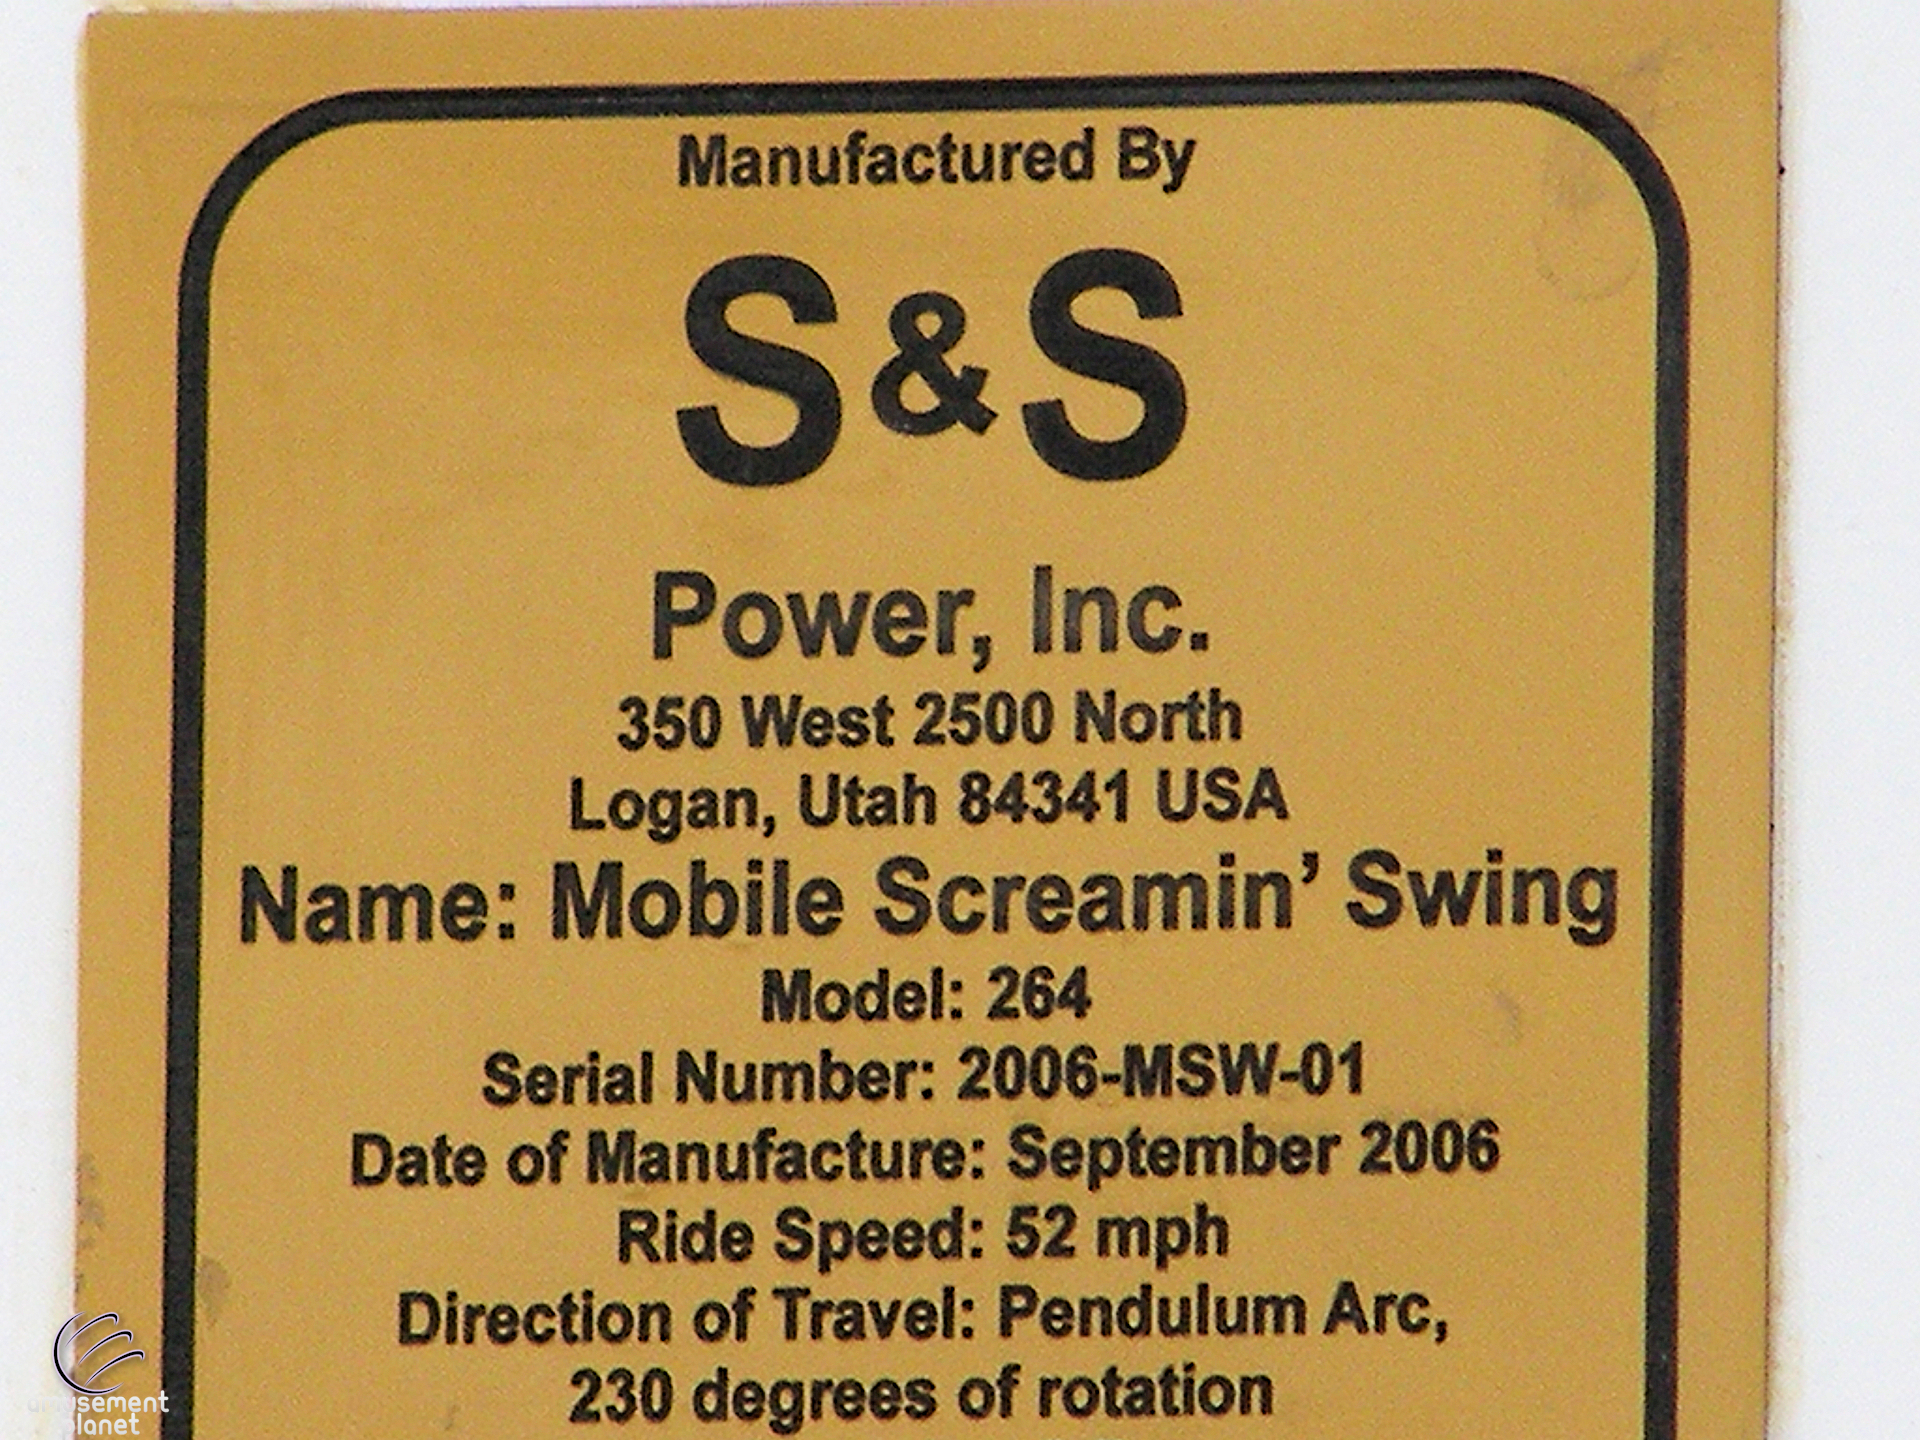 Manufactured By
S&S
Power, Inc.
350 West 2500 North
Logan, Utah 84341 USA
Name: Mobile Screamin’ Swing
Model: 264
Serial Number: 2006-MSW-01
Date of Manufacture: September 2006
Ride Speed: 52 mph
Direction of Travel: Pendulum Arc,
230 degrees of rotation
amusement
planet